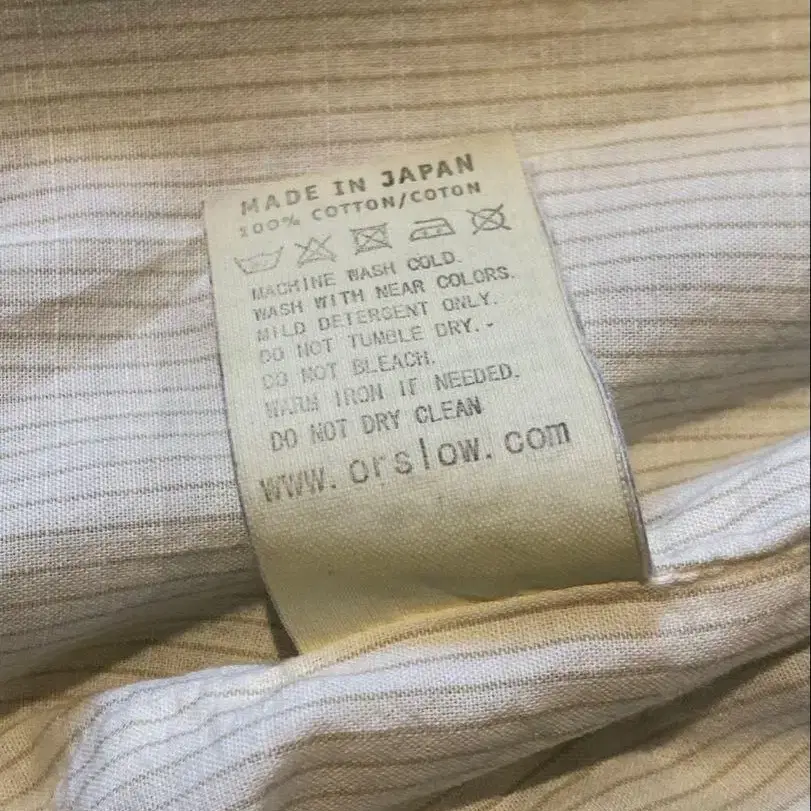 MADE IN JAPAN
100% COTTON/COTON
MACHINE WASH COLD.
WASH WITH NEAR COLORS.
MILD DETERGENT ONLY.
DO NOT TUMBLE DRY.
DO NOT BLEACH.
WARM IRON IF NEEDED.
DO NOT DRY CLEAN
www.orslow.com